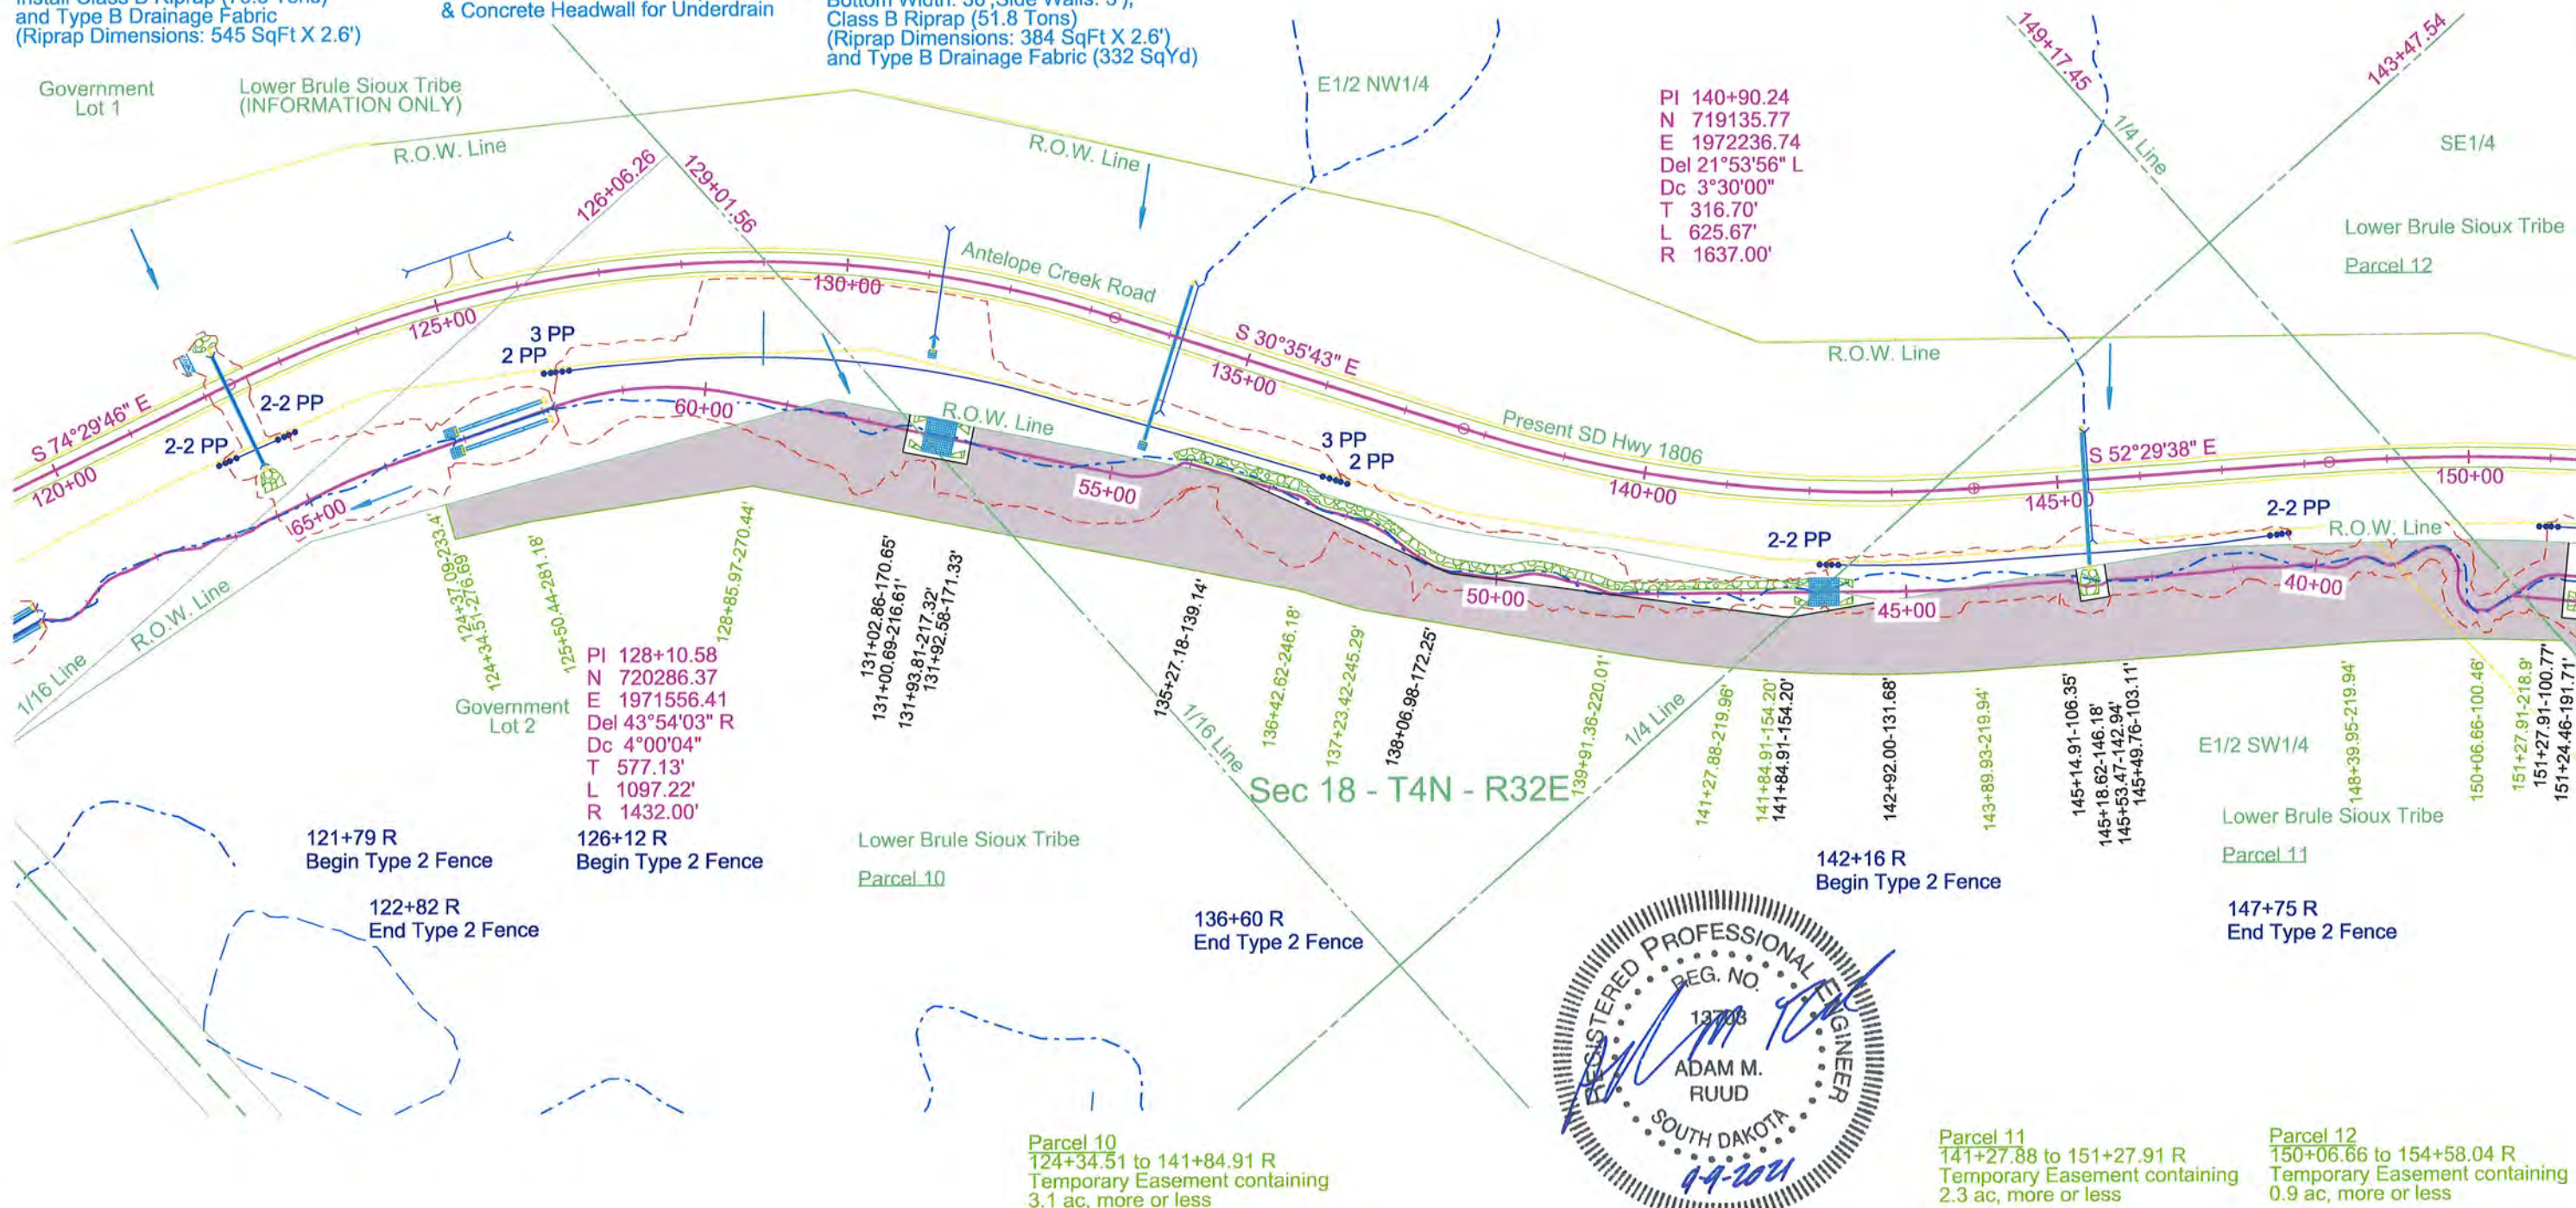 and Type B Drainage Fabric
(Riprap Dimensions: 545 SqFt X 2.6')
& Concrete Headwall for Underdrain
Class B Riprap (51.8 Tons)
(Riprap Dimensions: 384 SqFt X 2.6')
and Type B Drainage Fabric (332 SqYd)
Government
Lot 1
Lower Brule Sioux Tribe
(INFORMATION ONLY)
R.O.W. Line
126+06.26
129+01.56
R.O.W. Line
E1/2 NW1/4
PI 140+90.24
N 719135.77
E 1972236.74
Del 21°53'56" L
Dc 3°30'00"
T 316.70'
L 625.67'
R 1637.00'
149+17.45
1/4 Line
143+47.54
SE1/4
Lower Brule Sioux Tribe
Parcel 12
R.O.W. Line
S 74°29'46" E
120+00
125+00
130+00
Antelope Creek Road
S 30°35'43" E
135+00
Present SD Hwy 1806
140+00
S 52°29'38" E
145+00
150+00
2-2 PP
2-2 PP
3 PP
2 PP
3 PP
2 PP
2-2 PP
2-2 PP
R.O.W. Line
R.O.W. Line
R.O.W. Line
65+00
60+00
55+00
50+00
45+00
40+00
1/16 Line
124+37.09-233.4'
124+34.51-276.69'
125+50.44-281.18'
128+85.97-270.44'
131+02.86-170.65'
131+00.69-216.61'
131+93.81-217.32'
131+92.58-171.33'
135+27.18-139.14'
136+42.62-246.18'
137+23.42-245.29'
138+06.98-172.25'
139+91.36-220.01'
141+27.88-219.96'
141+84.91-154.20'
141+84.91-154.20'
142+92.00-131.68'
143+89.93-219.94'
145+14.91-106.35'
145+18.62-146.18'
145+53.47-142.94'
145+49.76-103.11'
148+39.95-219.94'
150+06.66-100.46'
151+27.91-218.9'
151+27.91-100.77'
151+24.46-191.71'
Government
Lot 2
PI 128+10.58
N 720286.37
E 1971556.41
Del 43°54'03" R
Dc 4°00'04"
T 577.13'
L 1097.22'
R 1432.00'
1/16 Line
1/4 Line
Sec 18 - T4N - R32E
E1/2 SW1/4
Lower Brule Sioux Tribe
Parcel 11
121+79 R
Begin Type 2 Fence
126+12 R
Begin Type 2 Fence
Lower Brule Sioux Tribe
Parcel 10
142+16 R
Begin Type 2 Fence
122+82 R
End Type 2 Fence
136+60 R
End Type 2 Fence
147+75 R
End Type 2 Fence
REGISTERED PROFESSIONAL ENGINEER
REG. NO.
13703
ADAM M.
RUUD
SOUTH DAKOTA
9-9-2021
Parcel 10
124+34.51 to 141+84.91 R
Temporary Easement containing
3.1 ac, more or less
Parcel 11
141+27.88 to 151+27.91 R
Temporary Easement containing
2.3 ac, more or less
Parcel 12
150+06.66 to 154+58.04 R
Temporary Easement containing
0.9 ac, more or less